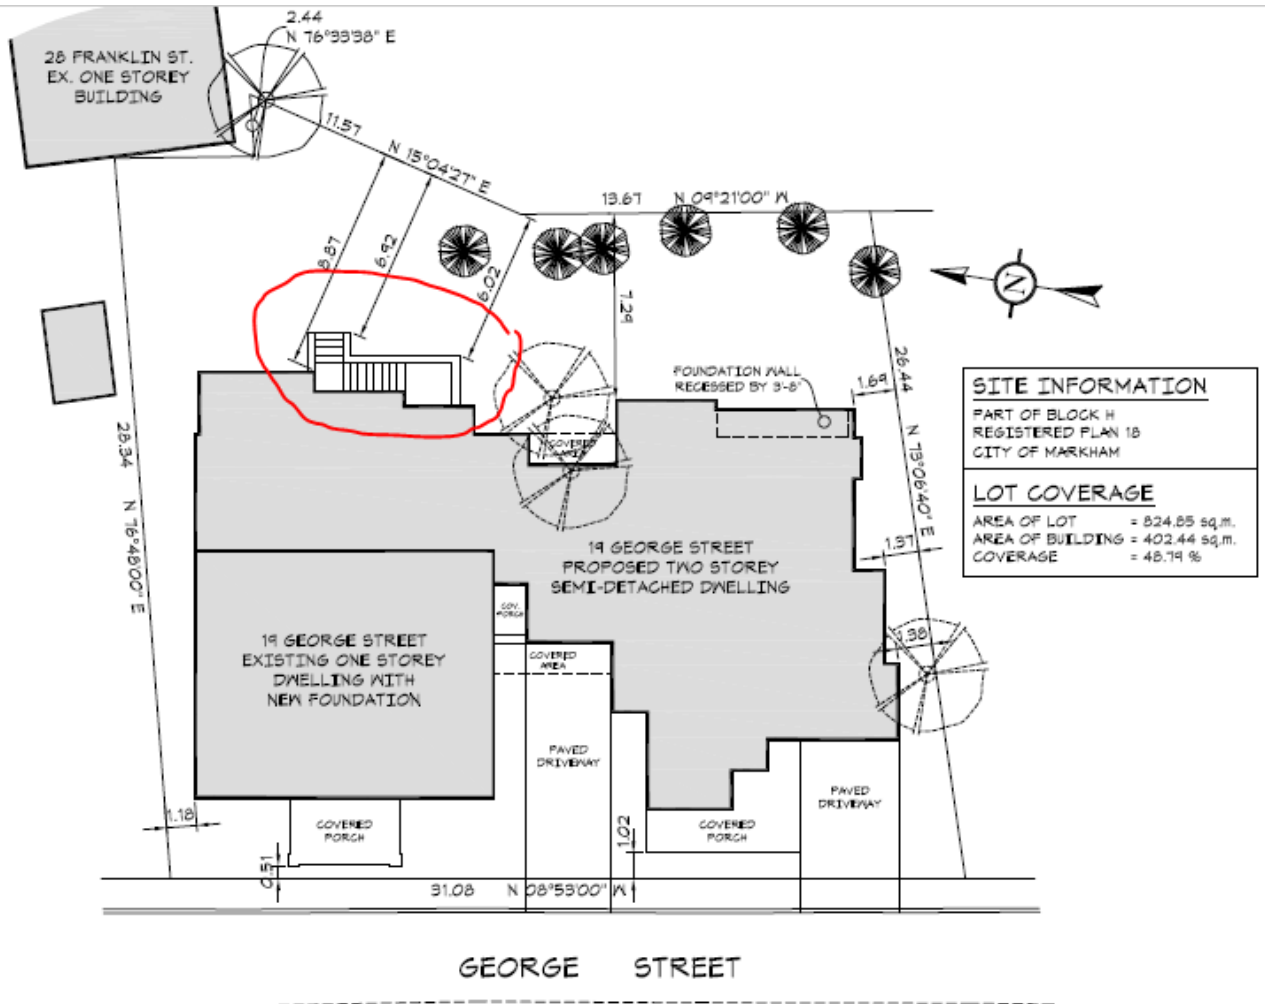 2.44
N 76°33'38" E
28 FRANKLIN ST.
EX. ONE STOREY
BUILDING
11.57
N 15°04'27" E
13.67 N 09°21'00" W
8.87
6.92
6.02
7.29
N
FOUNDATION WALL
RECESSED BY 3'-8"
1.69
26.44
N 73°06'40" E
SITE INFORMATION
PART OF BLOCK H
REGISTERED PLAN 18
CITY OF MARKHAM
LOT COVERAGE
AREA OF LOT = 824.85 sq.m.
AREA OF BUILDING = 402.44 sq.m.
COVERAGE = 48.79 %
28.34
N 76°48'00" E
COVERED
AREA
19 GEORGE STREET
PROPOSED TWO STOREY
SEMI-DETACHED DWELLING
1.37
COV.
PORCH
19 GEORGE STREET
EXISTING ONE STOREY
DWELLING WITH
NEW FOUNDATION
COVERED
AREA
1.38
PAVED
DRIVEWAY
PAVED
DRIVEWAY
1.18
COVERED
PORCH
1.02
COVERED
PORCH
0.51
31.08 N 08°53'00" W
GEORGE STREET